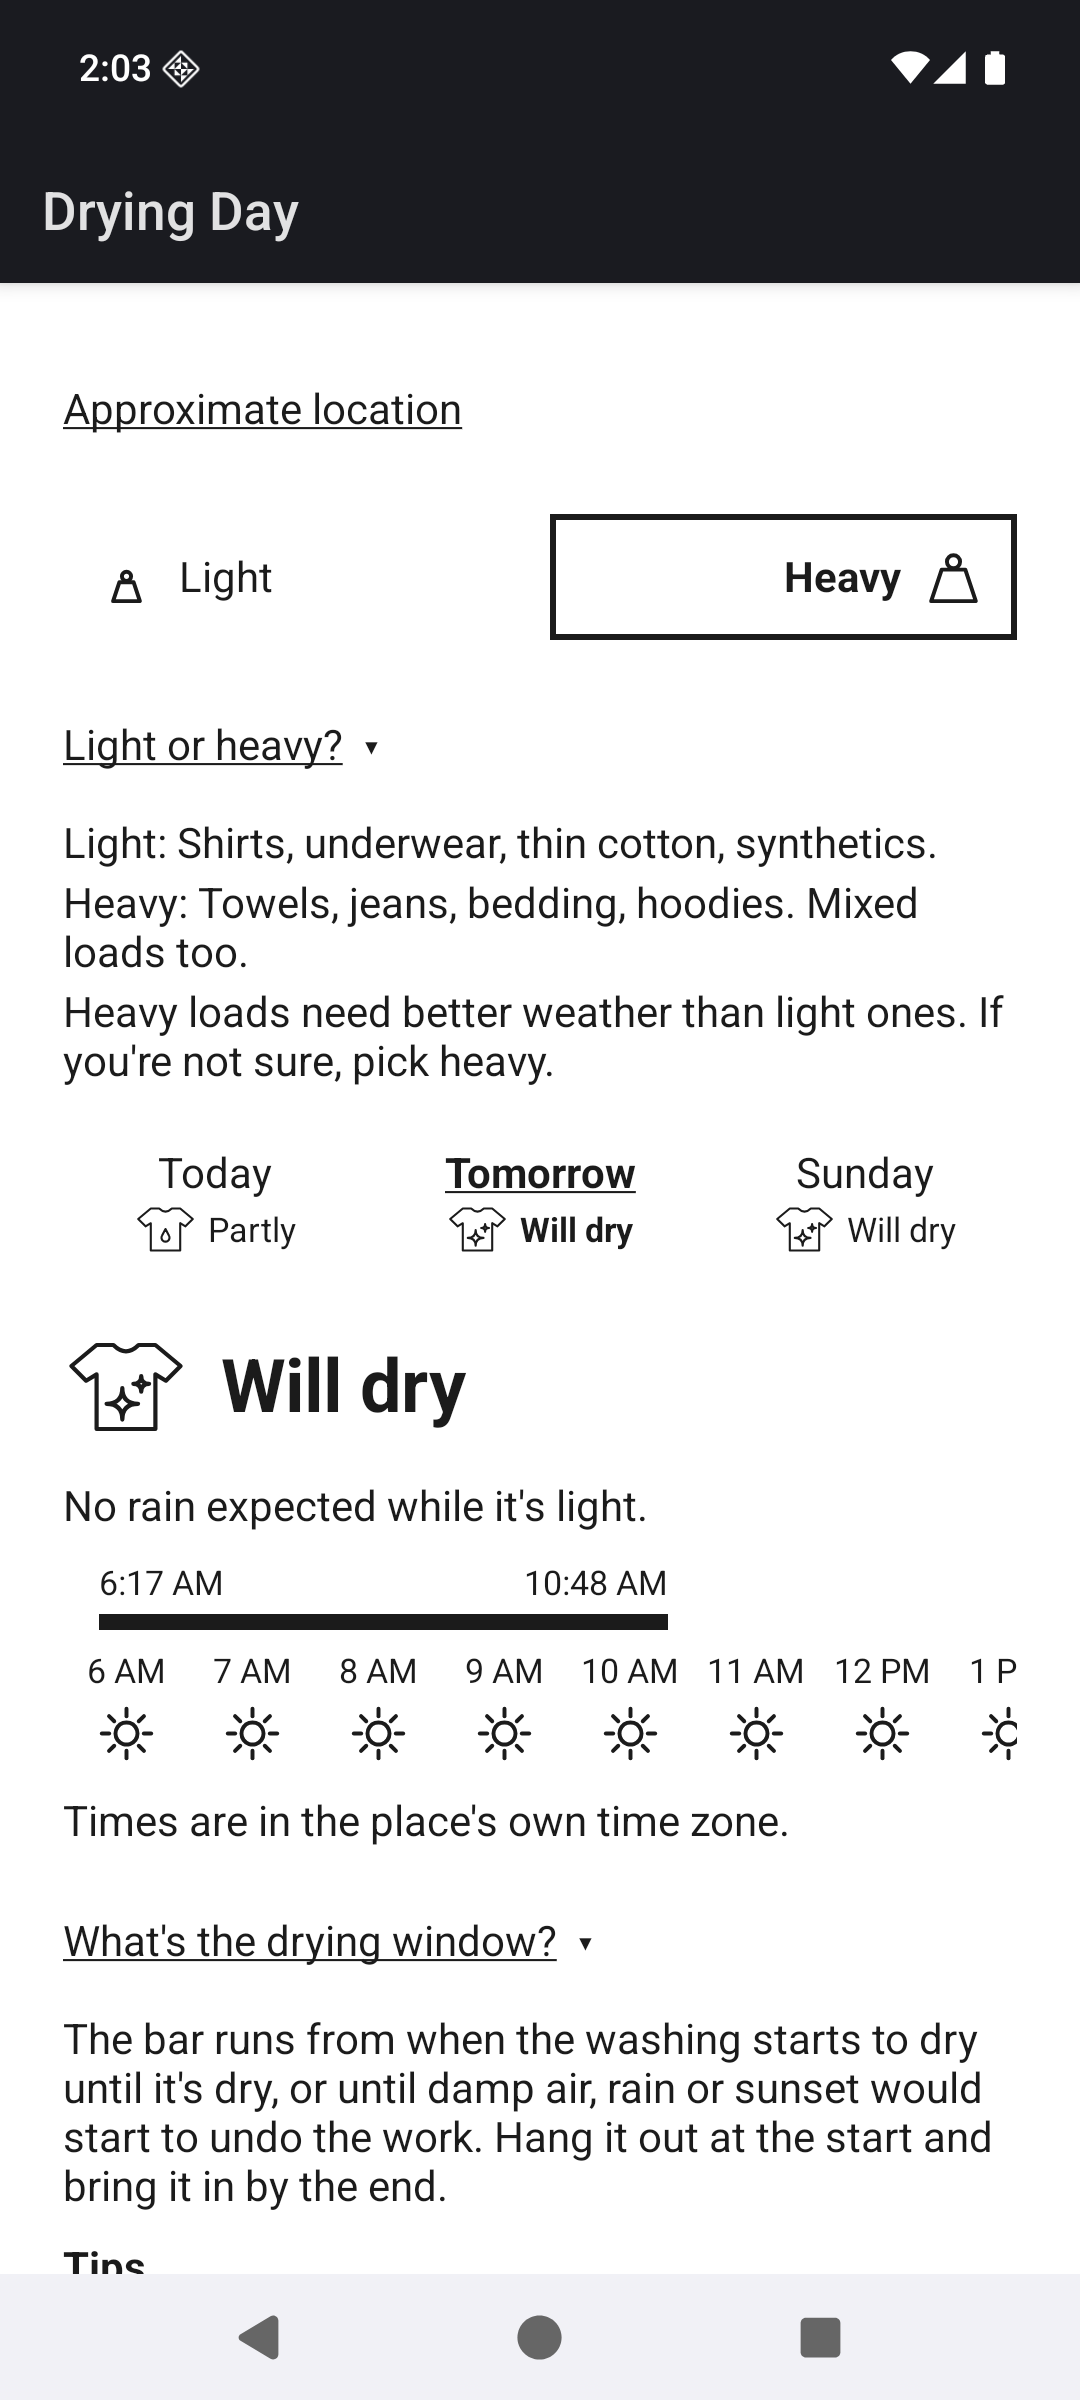 2:03
Drying Day
Approximate location
Light
Heavy
Light or heavy? ▾
Light: Shirts, underwear, thin cotton, synthetics.
Heavy: Towels, jeans, bedding, hoodies. Mixed
loads too.
Heavy loads need better weather than light ones. If
you're not sure, pick heavy.
Today Tomorrow Sunday
Partly Will dry Will dry
Will dry
No rain expected while it's light.
6:17 AM 10:48 AM
6 AM 7 AM 8 AM 9 AM 10 AM 11 AM 12 PM 1 P
Times are in the place's own time zone.
What's the drying window? ▾
The bar runs from when the washing starts to dry
until it's dry, or until damp air, rain or sunset would
start to undo the work. Hang it out at the start and
bring it in by the end.
Tips